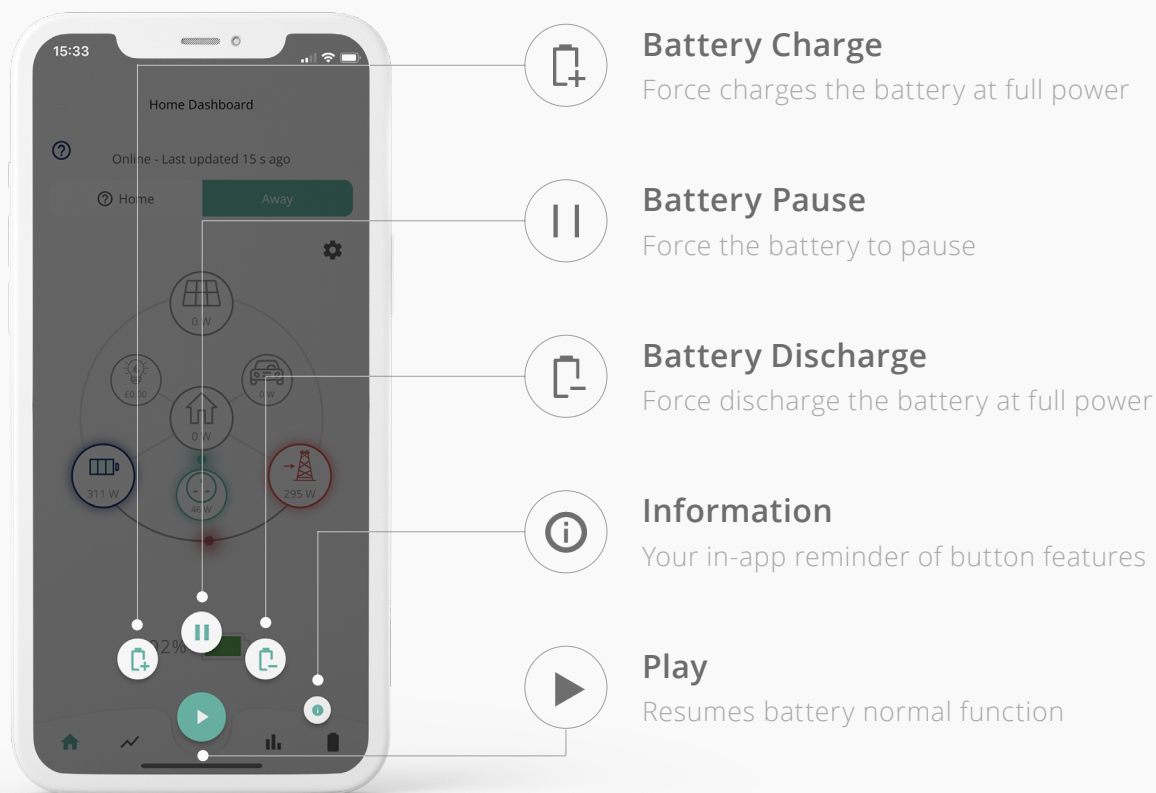 15:33
Home Dashboard
Online - Last updated 15 s ago
Home
Away
0 W
£0.00
0 W
0 W
311 W
46 W
295 W
92%
Battery Charge
Force charges the battery at full power
Battery Pause
Force the battery to pause
Battery Discharge
Force discharge the battery at full power
Information
Your in-app reminder of button features
Play
Resumes battery normal function